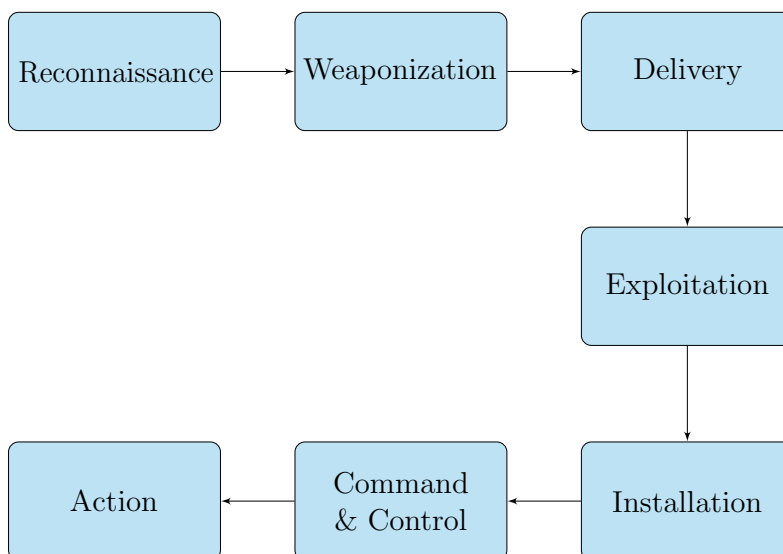 Reconnaissance
Weaponization
Delivery
Exploitation
Installation
Command
& Control
Action